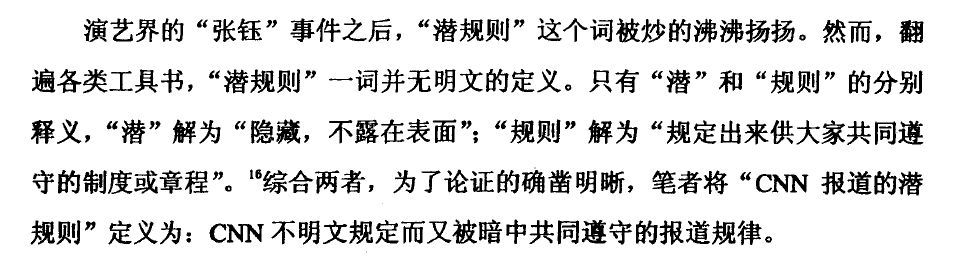 演艺界的“张钰”事件之后，“潜规则”这个词被炒的沸沸扬扬。然而，翻
遍各类工具书，“潜规则”一词并无明文的定义。只有“潜”和“规则”的分别
释义，“潜”解为“隐藏，不露在表面”；“规则”解为“规定出来供大家共同遵
守的制度或章程”。16综合两者，为了论证的确凿明晰，笔者将“CNN 报道的潜
规则”定义为：CNN 不明文规定而又被暗中共同遵守的报道规律。